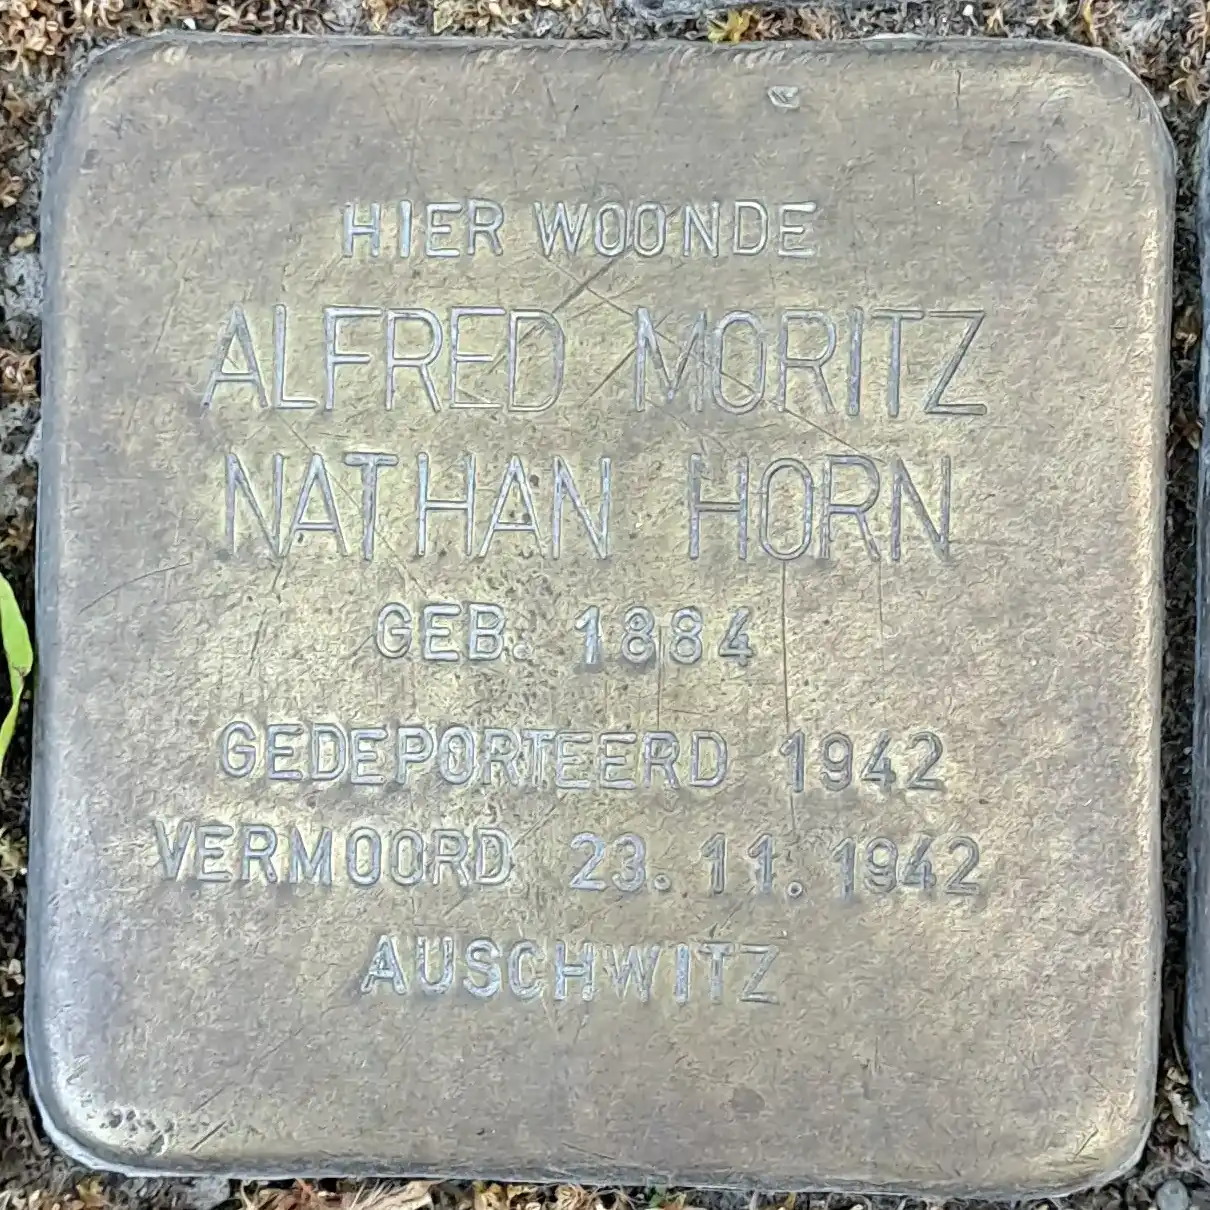 HIER WOONDE
ALFRED MORITZ
NATHAN HORN
GEB. 1884
GEDEPORTEERD 1942
VERMOORD 23.11.1942
AUSCHWITZ